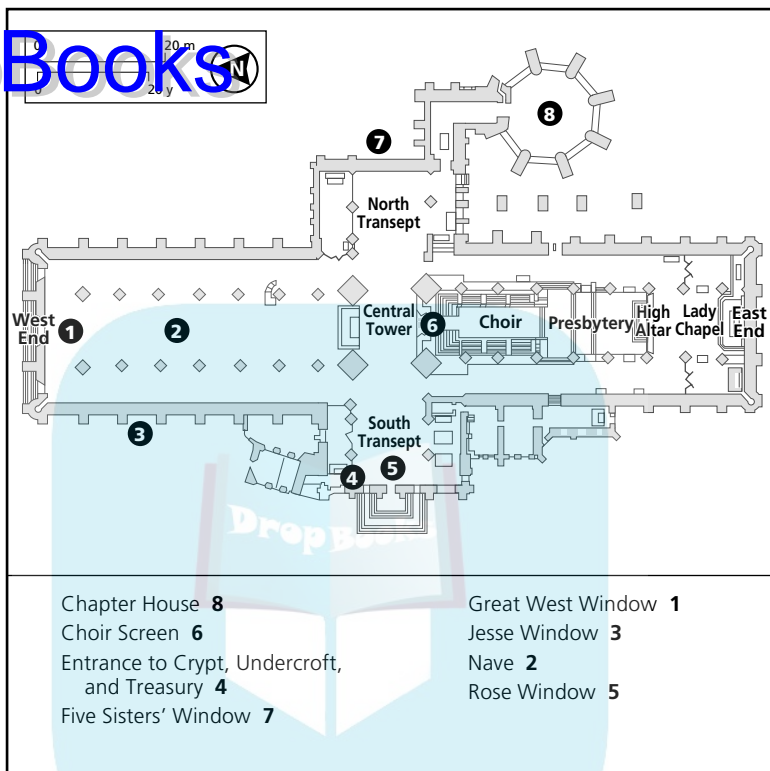 Books
0 20 m
0 20 y
N
8
7
North
Transept
West
End
1
2
Central
Tower
6
Choir
Presbytery
High
Altar
Lady
Chapel
East
End
3
South
Transept
4
5
DropBooks
Chapter House 8
Choir Screen 6
Entrance to Crypt, Undercroft,
and Treasury 4
Five Sisters’ Window 7
Great West Window 1
Jesse Window 3
Nave 2
Rose Window 5